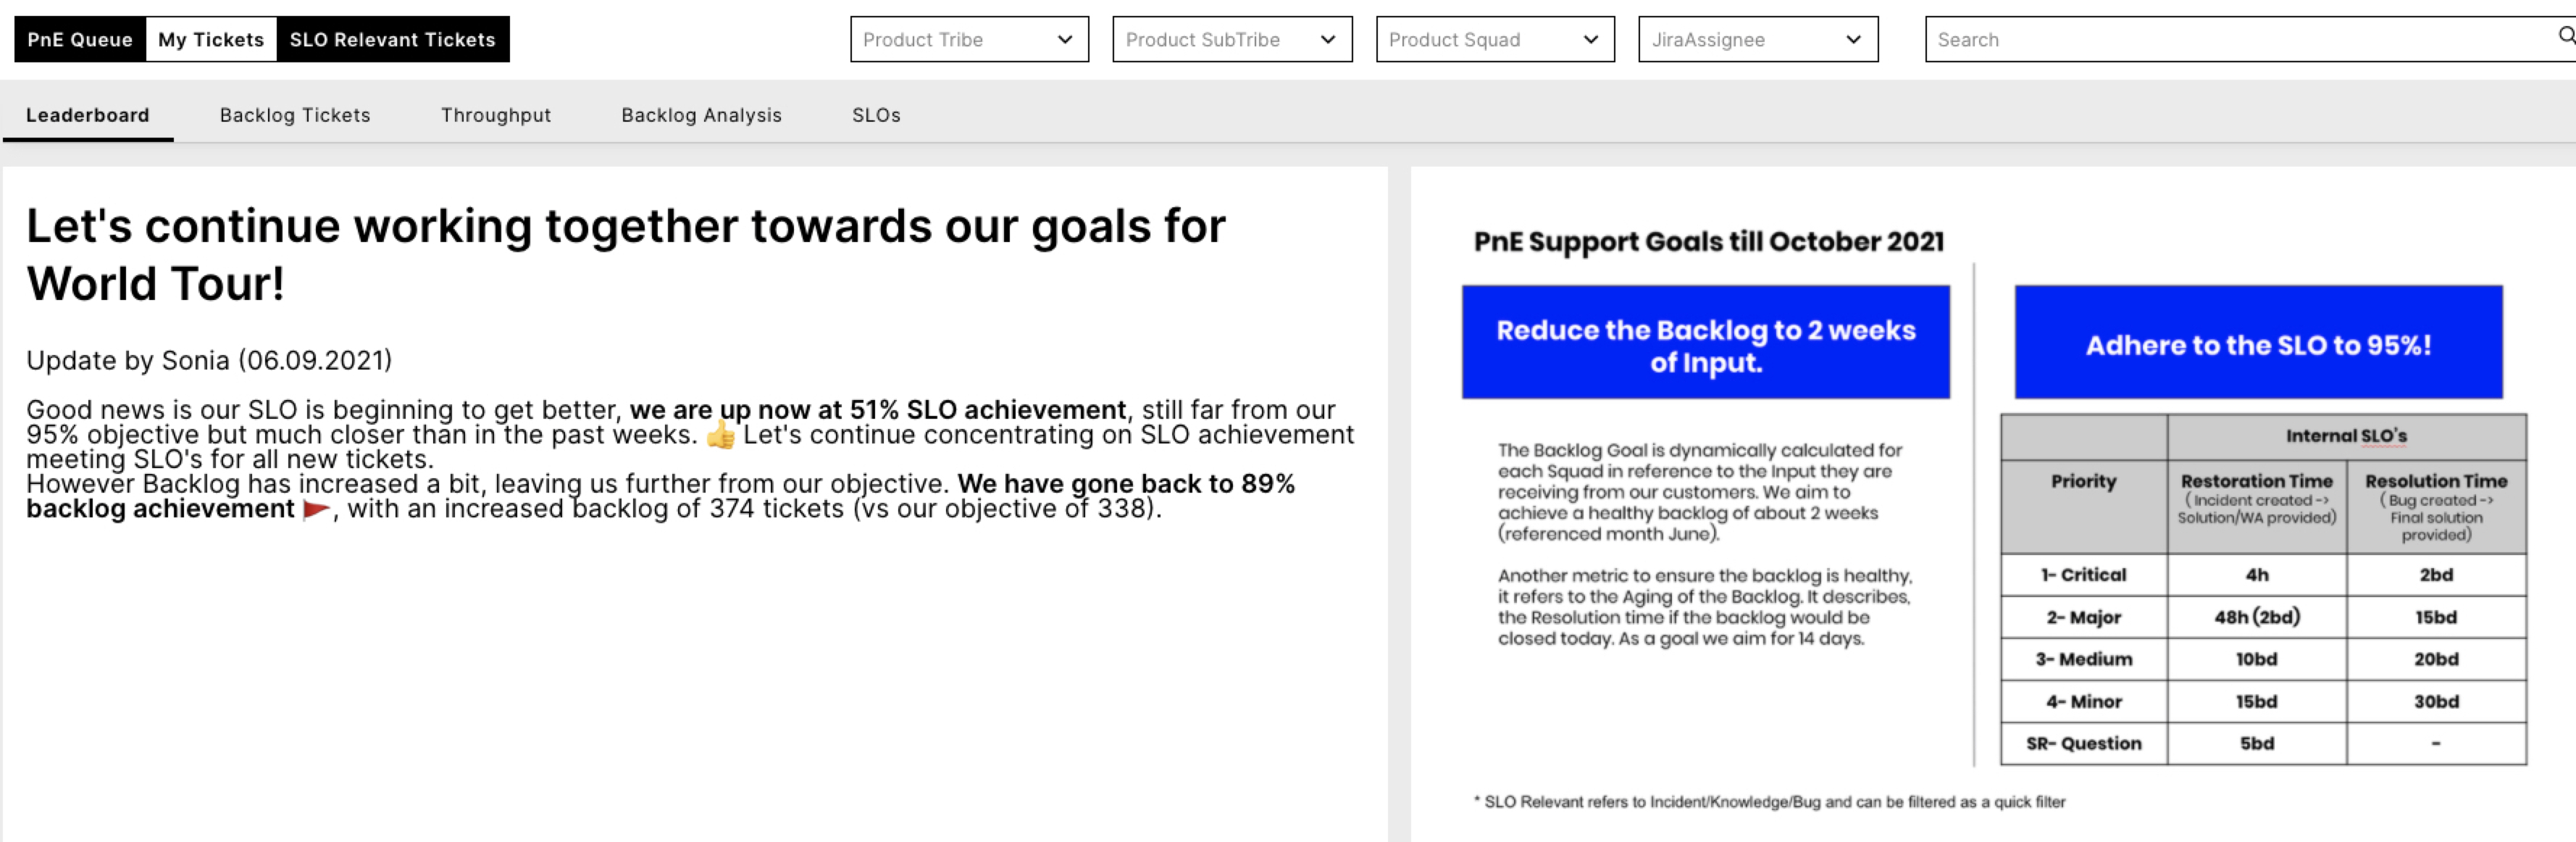 PnE Queue My Tickets SLO Relevant Tickets Product Tribe Product SubTribe Product Squad JiraAssignee Search
Leaderboard Backlog Tickets Throughput Backlog Analysis SLOs
Let's continue working together towards our goals for
World Tour!
Update by Sonia (06.09.2021)
Good news is our SLO is beginning to get better, we are up now at 51% SLO achievement, still far from our
95% objective but much closer than in the past weeks. 👍 Let's continue concentrating on SLO achievement
meeting SLO's for all new tickets.
However Backlog has increased a bit, leaving us further from our objective. We have gone back to 89%
backlog achievement 🚩, with an increased backlog of 374 tickets (vs our objective of 338).
PnE Support Goals till October 2021
Reduce the Backlog to 2 weeks
of Input.
The Backlog Goal is dynamically calculated for
each Squad in reference to the Input they are
receiving from our customers. We aim to
achieve a healthy backlog of about 2 weeks
(referenced month June).
Another metric to ensure the backlog is healthy,
it refers to the Aging of the Backlog. It describes,
the Resolution time if the backlog would be
closed today. As a goal we aim for 14 days.
Adhere to the SLO to 95%!
Internal SLO's
Priority
Restoration Time
( Incident created ->
Solution/WA provided)
Resolution Time
( Bug created ->
Final solution
provided)
1- Critical 4h 2bd
2- Major 48h (2bd) 15bd
3- Medium 10bd 20bd
4- Minor 15bd 30bd
SR- Question 5bd -
* SLO Relevant refers to Incident/Knowledge/Bug and can be filtered as a quick filter